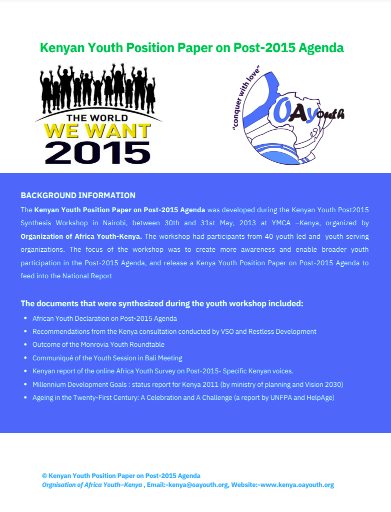 Kenyan Youth Position Paper on Post-2015 Agenda
THE WORLD
WE WANT
2015
"conquer with love"
OAyouth
BACKGROUND INFORMATION
The Kenyan Youth Position Paper on Post-2015 Agenda was developed during the Kenyan Youth Post2015
Synthesis Workshop in Nairobi, between 30th and 31st May, 2013 at YMCA –Kenya, organized by
Organization of Africa Youth-Kenya. The workshop had participants from 40 youth led and youth serving
organizations. The focus of the workshop was to create more awareness and enable broader youth
participation in the Post-2015 Agenda, and release a Kenya Youth Position Paper on Post-2015 Agenda to
feed into the National Report
The documents that were synthesized during the youth workshop included:
• African Youth Declaration on Post-2015 Agenda
• Recommendations from the Kenya consultation conducted by VSO and Restless Development
• Outcome of the Monrovia Youth Roundtable
• Communiqué of the Youth Session in Bali Meeting
• Kenyan report of the online Africa Youth Survey on Post-2015- Specific Kenyan voices.
• Millennium Development Goals : status report for Kenya 2011 (by ministry of planning and Vision 2030)
• Ageing in the Twenty-First Century: A Celebration and A Challenge (a report by UNFPA and HelpAge)
© Kenyan Youth Position Paper on Post-2015 Agenda
Orgnisation of Africa Youth–Kenya , Email:-kenya@oayouth.org, Website:-www.kenya.oayouth.org